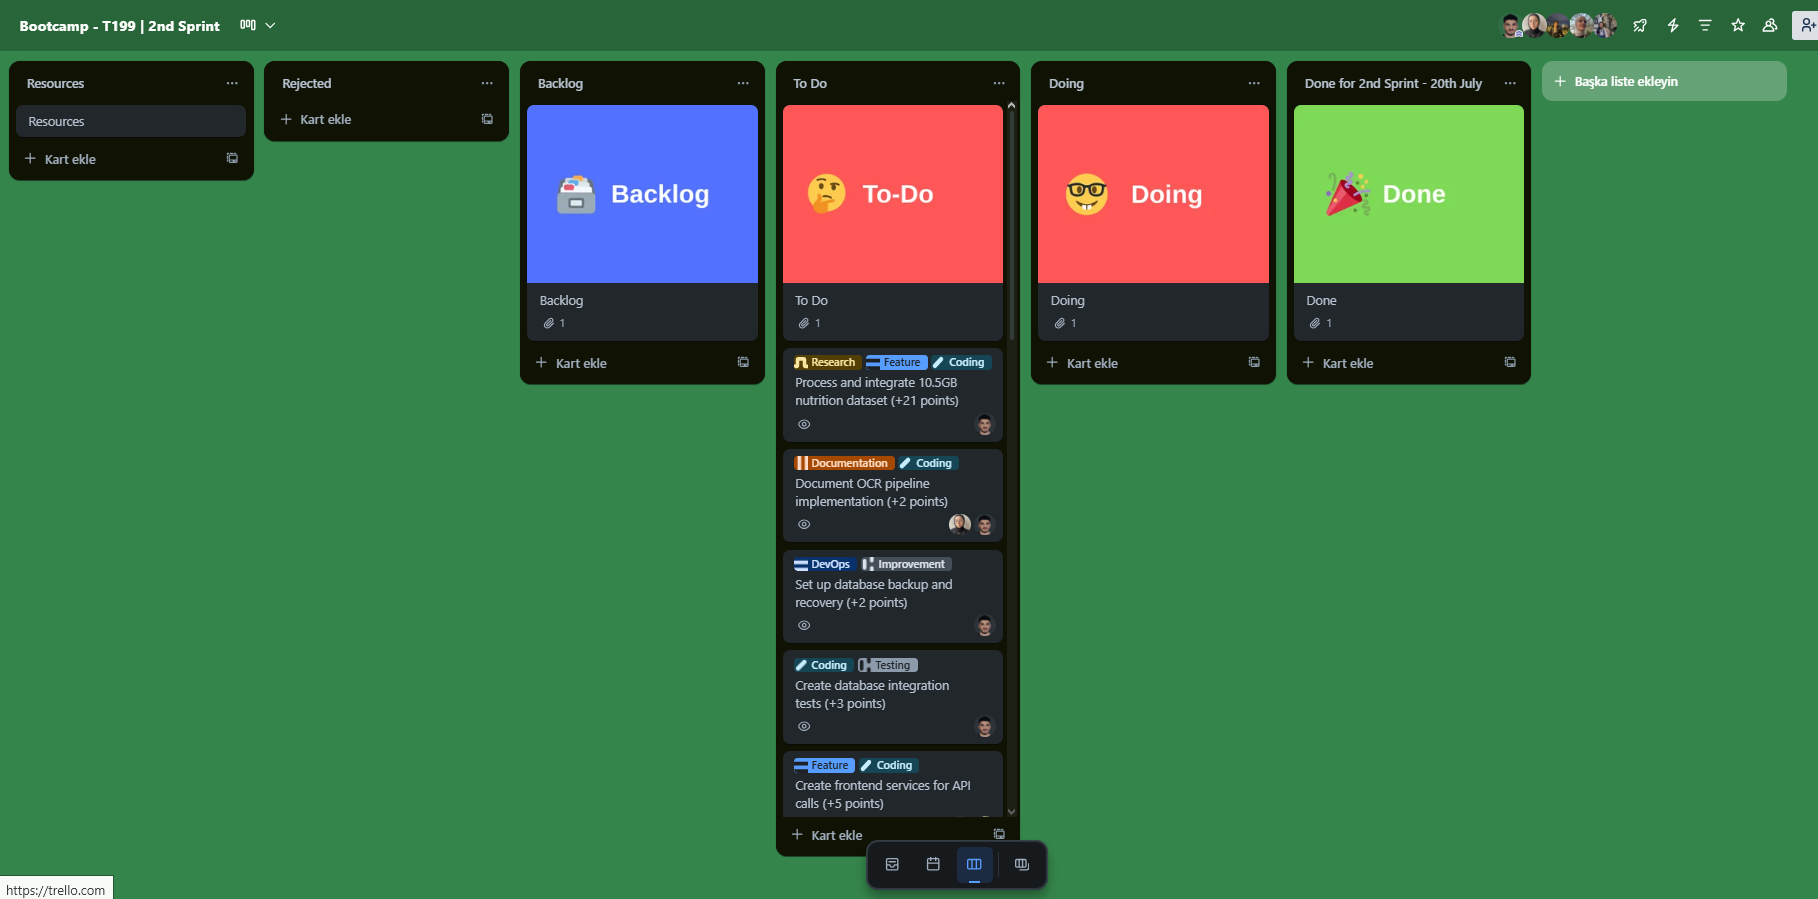 Bootcamp - T199 | 2nd Sprint
Resources
Resources
Kart ekle
Rejected
Kart ekle
Backlog
Backlog
Backlog
1
Kart ekle
To Do
To-Do
To Do
1
Research Feature Coding
Process and integrate 10.5GB
nutrition dataset (+21 points)
Documentation Coding
Document OCR pipeline
implementation (+2 points)
DevOps Improvement
Set up database backup and
recovery (+2 points)
Coding Testing
Create database integration
tests (+3 points)
Feature Coding
Create frontend services for API
calls (+5 points)
Kart ekle
Doing
Doing
Doing
1
Kart ekle
Done for 2nd Sprint - 20th July
Done
Done
1
Kart ekle
Başka liste ekleyin
https://trello.com